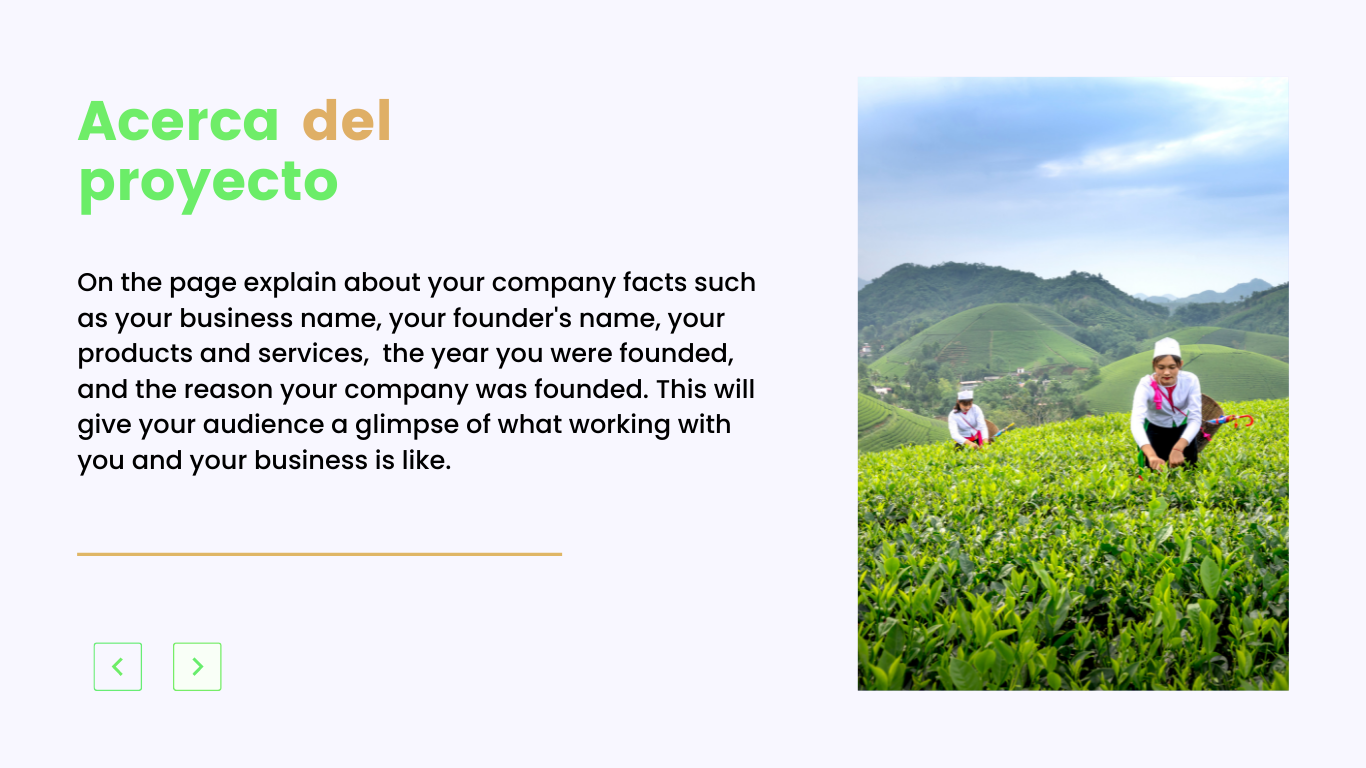 Acerca del
proyecto
On the page explain about your company facts such
as your business name, your founder's name, your
products and services,  the year you were founded,
and the reason your company was founded. This will
give your audience a glimpse of what working with
you and your business is like.